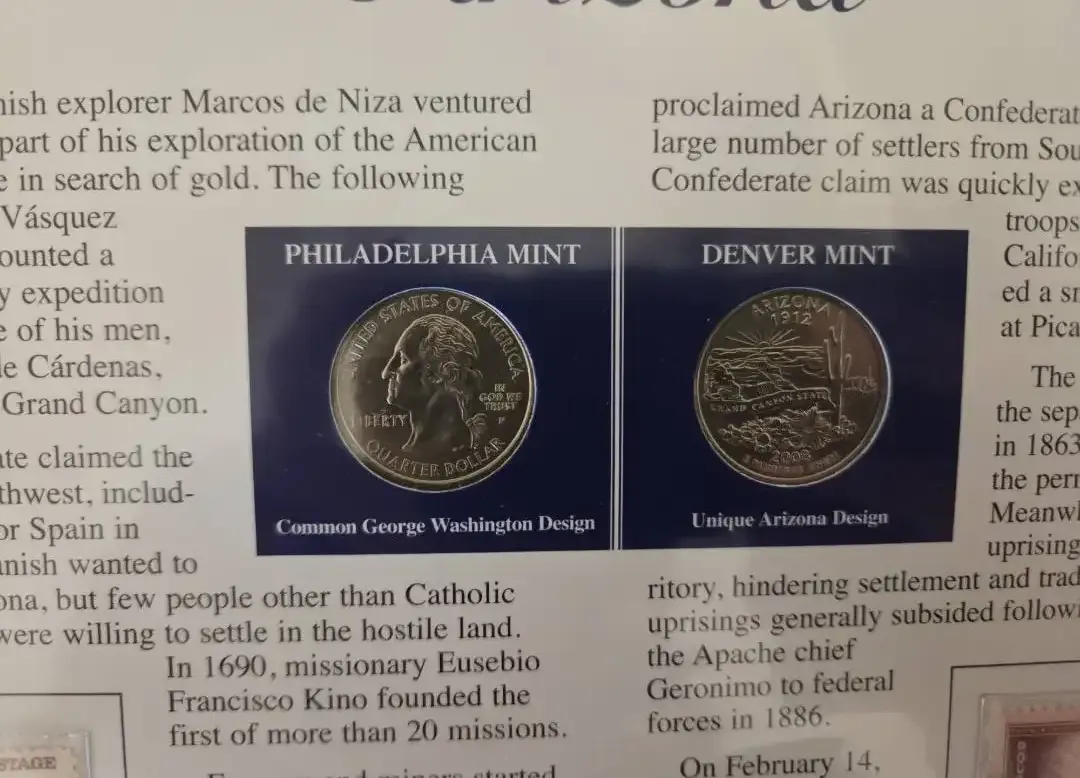 Arizona
nish explorer Marcos de Niza ventured
part of his exploration of the American
e in search of gold. The following
Vásquez
ounted a
y expedition
e of his men,
le Cárdenas,
Grand Canyon.
ate claimed the
thwest, includ-
or Spain in
anish wanted to
ona, but few people other than Catholic
were willing to settle in the hostile land.
In 1690, missionary Eusebio
Francisco Kino founded the
first of more than 20 missions.
STAGE
PHILADELPHIA MINT
UNITED STATES OF AMERICA
LIBERTY
IN
GOD WE
TRUST
P
QUARTER DOLLAR
Common George Washington Design
DENVER MINT
ARIZONA
1912
GRAND CANYON STATE
2008
E PLURIBUS UNUM
Unique Arizona Design
proclaimed Arizona a Confederat
large number of settlers from Sou
Confederate claim was quickly ex
troops
Califo
ed a sm
at Pica
The
the sep
in 1863
the perm
Meanwh
uprising
ritory, hindering settlement and trad
uprisings generally subsided follow
the Apache chief
Geronimo to federal
forces in 1886.
On February 14,